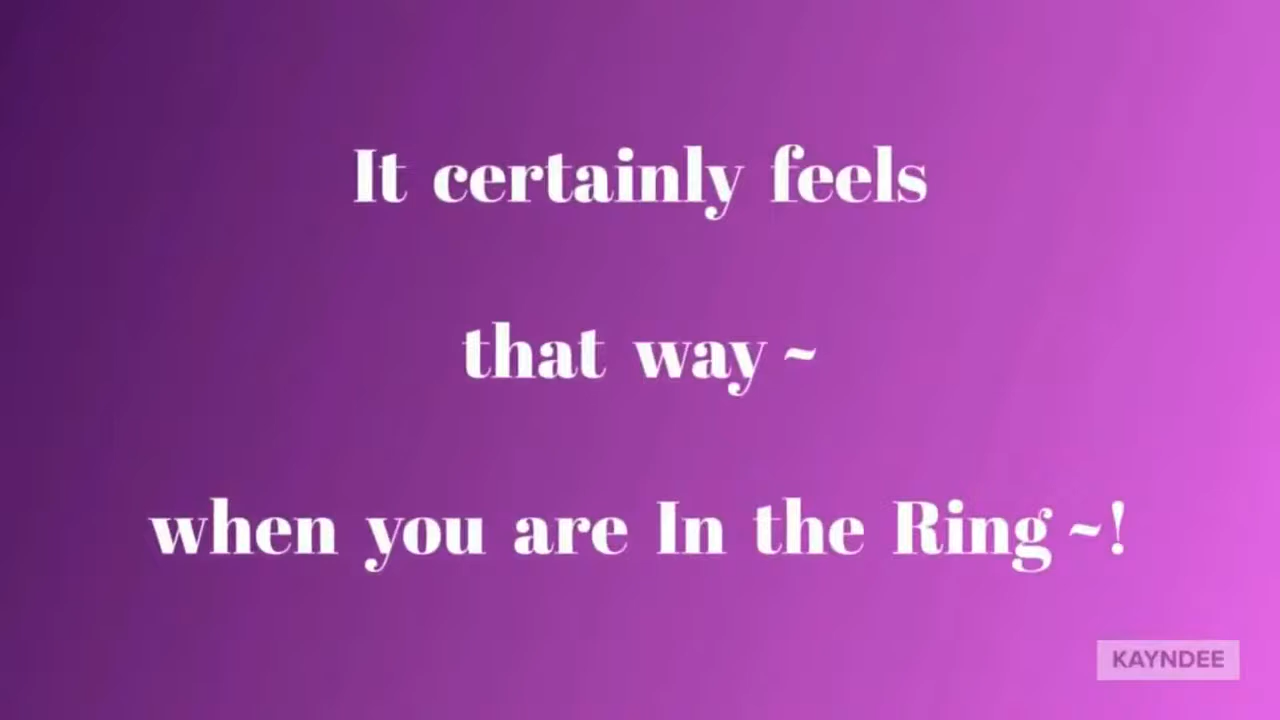 It certainly feels
that way ~
when you are In the Ring ~!
KAYNDEE